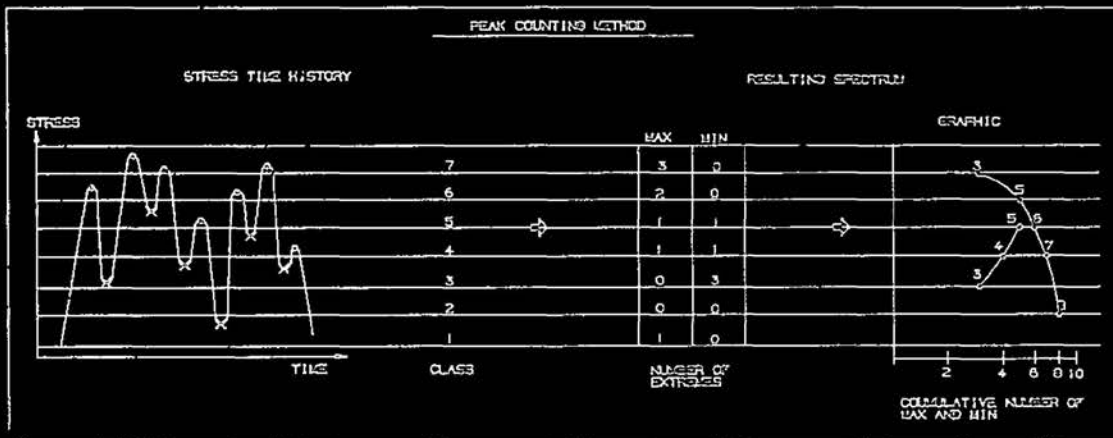 PEAK COUNTING METHOD
STRESS TIME HISTORY
RESULTING SPECTRUM
STRESS
MAX MIN
GRAPHIC
7 3 0 3
6 2 0 5
5 1 1 5 6
4 1 1 4 7
3 0 3 3
2 0 0
1 1 0
2 4 6 8 10
TIME CLASS NUMBER OF
EXTREMES
COUMULATIVE NUMBER OF
MAX AND MIN